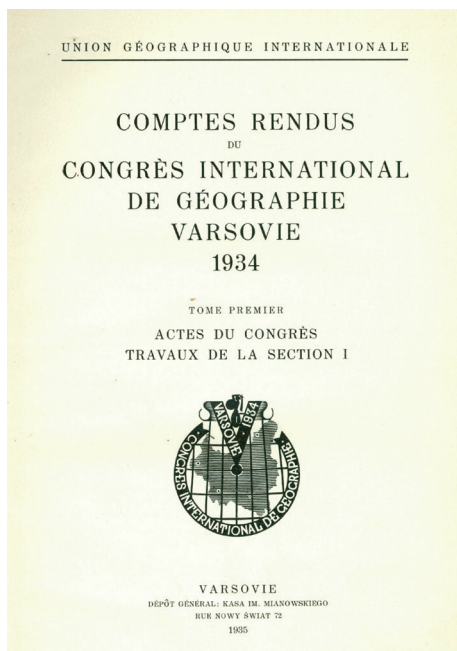 UNION GÉOGRAPHIQUE INTERNATIONALE
COMPTES RENDUS
DU
CONGRÈS INTERNATIONAL
DE GÉOGRAPHIE
VARSOVIE
1934
TOME PREMIER
ACTES DU CONGRÈS
TRAVAUX DE LA SECTION I
VARSOVIE 1934
CONGRÈS INTERNATIONAL DE GÉOGRAPHIE
VARSOVIE
DÉPÔT GÉNÉRAL: KASA IM. MIANOWSKIEGO
RUE NOWY ŚWIAT 72
1935